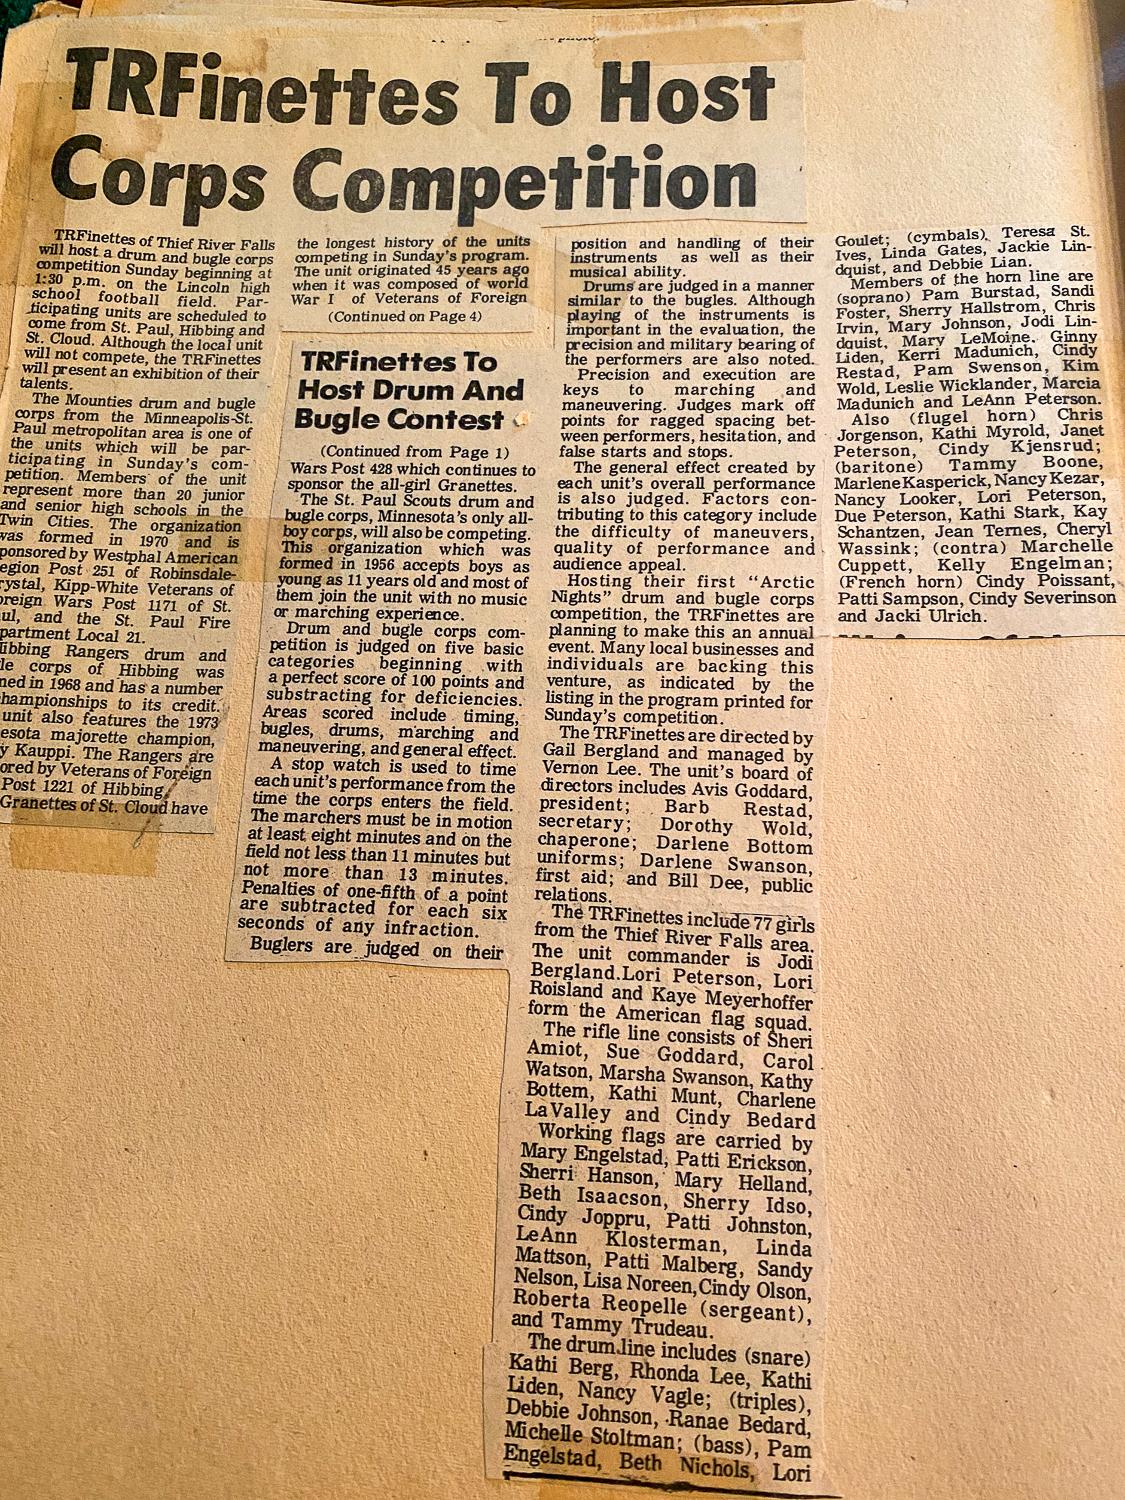 TRFinettes To Host
Corps Competition
TRFinettes of Thief River Falls
will host a drum and bugle corps
competition Sunday beginning at
1:30 p.m. on the Lincoln high
school football field. Par-
ticipating units are scheduled to
come from St. Paul, Hibbing and
St. Cloud. Although the local unit
will not compete, the TRFinettes
will present an exhibition of their
talents.
The Mounties drum and bugle
corps from the Minneapolis-St.
Paul metropolitan area is one of
the units which will be par-
ticipating in Sunday's com-
petition. Members of the unit
represent more than 20 junior
and senior high schools in the
Twin Cities. The organization
was formed in 1970 and is
ponsored by Westphal American
egion Post 251 of Robinsdale-
rystal, Kipp-White Veterans of
oreign Wars Post 1171 of St.
ul, and the St. Paul Fire
partment Local 21.
ibbing Rangers drum and
le corps of Hibbing was
ned in 1968 and has a number
hampionships to its credit.
unit also features the 1973
esota majorette champion,
y Kauppi. The Rangers are
ored by Veterans of Foreign
Post 1221 of Hibbing.
Granettes of St. Cloud have
the longest history of the units
competing in Sunday's program.
The unit originated 45 years ago
when it was composed of world
War I of Veterans of Foreign
(Continued on Page 4)
TRFinettes To
Host Drum And
Bugle Contest
(Continued from Page 1)
Wars Post 428 which continues to
sponsor the all-girl Granettes.
The St. Paul Scouts drum and
bugle corps, Minnesota's only all-
boy corps, will also be competing.
This organization which was
formed in 1956 accepts boys as
young as 11 years old and most of
them join the unit with no music
or marching experience.
Drum and bugle corps com-
petition is judged on five basic
categories beginning with
a perfect score of 100 points and
substracting for deficiencies.
Areas scored include timing,
bugles, drums, marching and
maneuvering, and general effect.
A stop watch is used to time
each unit's performance from the
time the corps enters the field.
The marchers must be in motion
at least eight minutes and on the
field not less than 11 minutes but
not more than 13 minutes.
Penalties of one-fifth of a point
are subtracted for each six
seconds of any infraction.
Buglers are judged on their
position and handling of their
instruments as well as their
musical ability.
Drums are judged in a manner
similar to the bugles. Although
playing of the instruments is
important in the evaluation, the
precision and military bearing of
the performers are also noted.
Precision and execution are
keys to marching and
maneuvering. Judges mark off
points for ragged spacing bet-
ween performers, hesitation, and
false starts and stops.
The general effect created by
each unit's overall performance
is also judged. Factors con-
tributing to this category include
the difficulty of maneuvers,
quality of performance and
audience appeal.
Hosting their first "Arctic
Nights" drum and bugle corps
competition, the TRFinettes are
planning to make this an annual
event. Many local businesses and
individuals are backing this
venture, as indicated by the
listing in the program printed for
Sunday's competition.
The TRFinettes are directed by
Gail Bergland and managed by
Vernon Lee. The unit's board of
directors includes Avis Goddard,
president; Barb Restad,
secretary; Dorothy Wold,
chaperone; Darlene Bottom
uniforms; Darlene Swanson,
first aid; and Bill Dee, public
relations.
The TRFinettes include 77 girls
from the Thief River Falls area.
The unit commander is Jodi
Bergland.Lori Peterson, Lori
Roisland and Kaye Meyerhoffer
form the American flag squad.
The rifle line consists of Sheri
Amiot, Sue Goddard, Carol
Watson, Marsha Swanson, Kathy
Bottem, Kathi Munt, Charlene
LaValley and Cindy Bedard
Working flags are carried by
Mary Engelstad, Patti Erickson,
Sherri Hanson, Mary Helland,
Beth Isaacson, Sherry Idso,
Cindy Joppru, Patti Johnston,
LeAnn Klosterman, Linda
Mattson, Patti Malberg, Sandy
Nelson, Lisa Noreen,Cindy Olson,
Roberta Reopelle (sergeant),
and Tammy Trudeau.
The drum line includes (snare)
Kathi Berg, Rhonda Lee, Kathi
Liden, Nancy Vagle; (triples),
Debbie Johnson, Ranae Bedard,
Michelle Stoltman; (bass), Pam
Engelstad, Beth Nichols, Lori
Goulet; (cymbals), Teresa St.
Ives, Linda Gates, Jackie Lin-
dquist, and Debbie Lian.
Members of the horn line are
(soprano) Pam Burstad, Sandi
Foster, Sherry Hallstrom, Chris
Irvin, Mary Johnson, Jodi Lin-
dquist, Mary LeMoine, Ginny
Liden, Kerri Madunich, Cindy
Restad, Pam Swenson, Kim
Wold, Leslie Wicklander, Marcia
Madunich and LeAnn Peterson.
Also (flugel horn) Chris
Jorgenson, Kathi Myrold, Janet
Peterson, Cindy Kjensrud;
(baritone) Tammy Boone,
Marlene Kasperick, Nancy Kezar,
Nancy Looker, Lori Peterson,
Due Peterson, Kathi Stark, Kay
Schantzen, Jean Ternes, Cheryl
Wassink; (contra) Marchelle
Cuppett, Kelly Engelman;
(French horn) Cindy Poissant,
Patti Sampson, Cindy Severinson
and Jacki Ulrich.